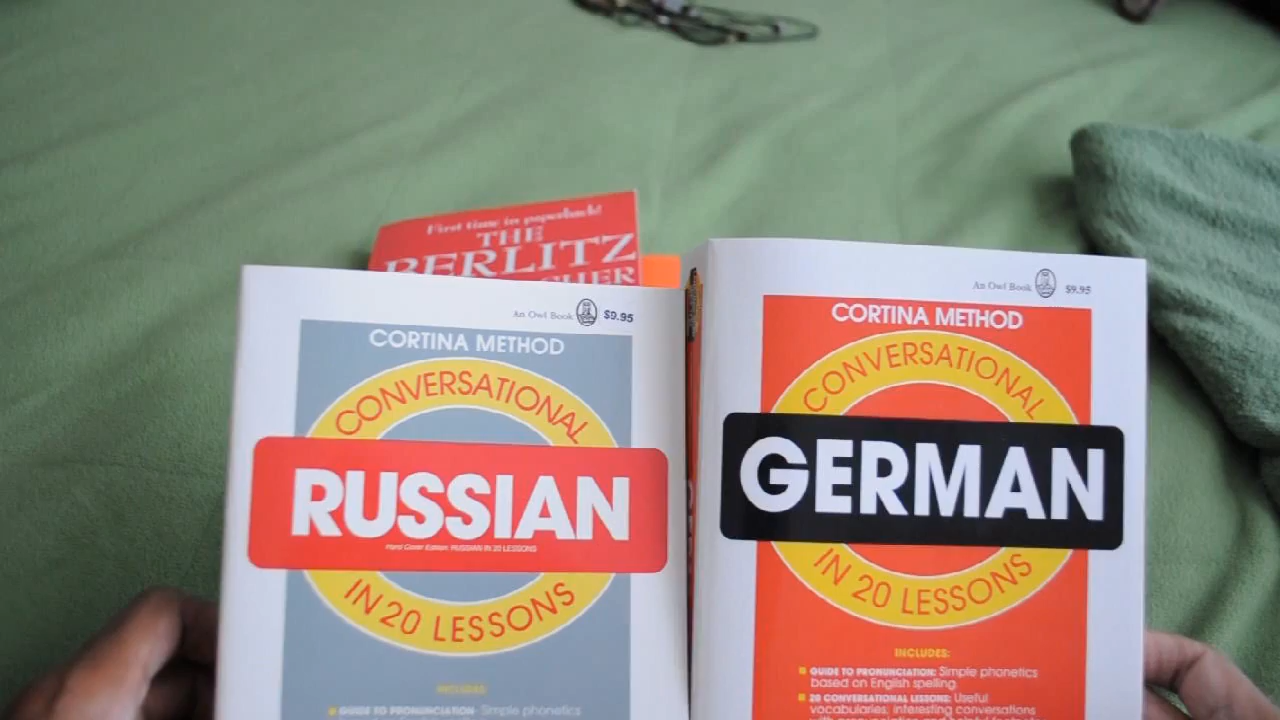 First time in paperback!
THE
BERLITZ
An Owl Book $9.95
CORTINA METHOD
CONVERSATIONAL
RUSSIAN
Hard Cover Edition: RUSSIAN IN 20 LESSONS
IN 20 LESSONS
INCLUDES:
GUIDE TO PRONUNCIATION: Simple phonetics
An Owl Book $9.95
CORTINA METHOD
CONVERSATIONAL
GERMAN
IN 20 LESSONS
INCLUDES:
GUIDE TO PRONUNCIATION: Simple phonetics
based on English spelling.
20 CONVERSATIONAL LESSONS: Useful
vocabularies, interesting conversations